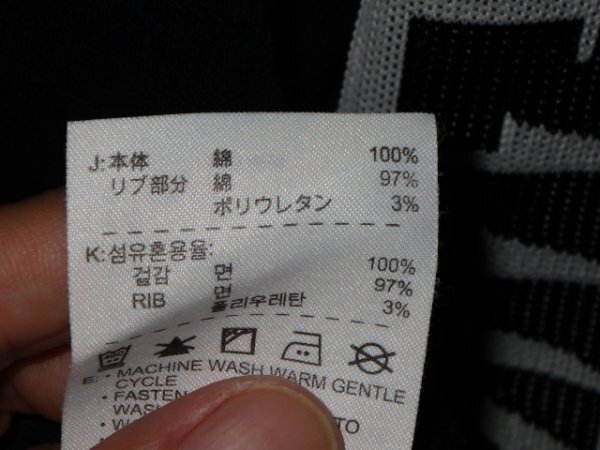 J: 本体 綿 100%
リブ部分 綿 97%
ポリウレタン 3%
K: 섬유혼용율:
겉감 면 100%
RIB 면 97%
폴리우레탄 3%
E: • MACHINE WASH WARM GENTLE
CYCLE
• FASTEN
WASH
TO